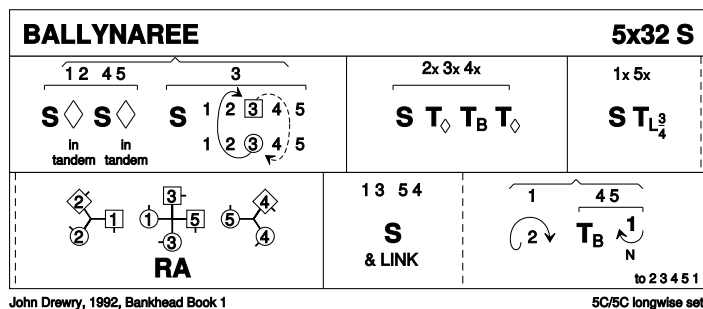 BALLYNAREE 5x32 S
1 2 4 5 3 2x 3x 4x 1x 5x
S S S 1 2 3 4 5 S T TB T S TL3/4
in tandem in tandem 1 2 3 4 5
2 1 3 4
1 5 5
2 3 4
RA
1 3 5 4
S
& LINK
1 4 5
2 TB 1
N
to 2 3 4 5 1
John Drewry, 1992, Bankhead Book 1 5C/5C longwise set